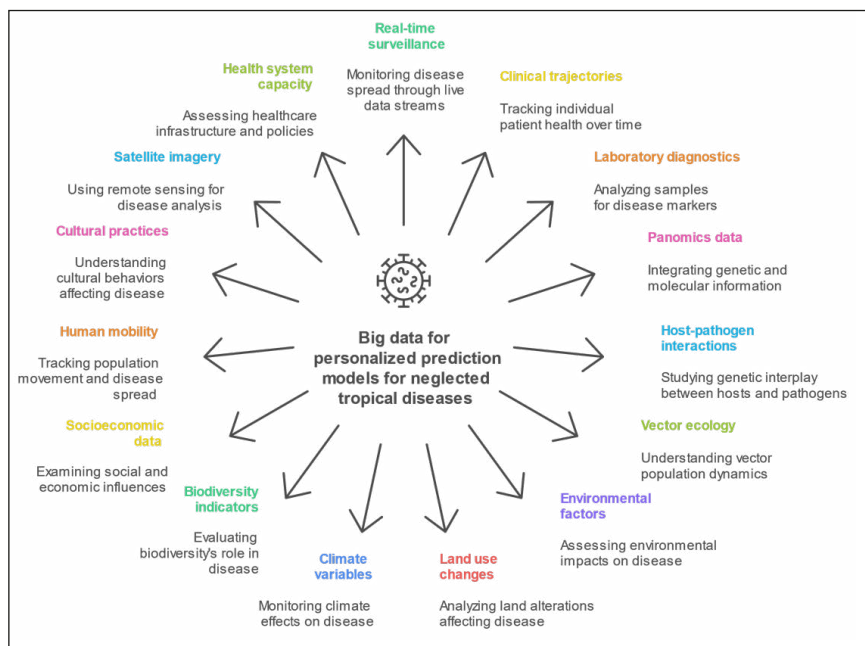 Real-time
surveillance
Monitoring disease
spread through live
data streams
Clinical trajectories
Tracking individual
patient health over time
Laboratory diagnostics
Analyzing samples
for disease markers
Panomics data
Integrating genetic and
molecular information
Host-pathogen
interactions
Studying genetic interplay
between hosts and pathogens
Vector ecology
Understanding vector
population dynamics
Environmental
factors
Assessing environmental
impacts on disease
Land use
changes
Analyzing land alterations
affecting disease
Climate
variables
Monitoring climate
effects on disease
Biodiversity
indicators
Evaluating
biodiversity's role in
disease
Socioeconomic
data
Examining social and
economic influences
Human mobility
Tracking population
movement and disease
spread
Cultural practices
Understanding
cultural behaviors
affecting disease
Satellite imagery
Using remote sensing for
disease analysis
Health system
capacity
Assessing healthcare
infrastructure and policies
Big data for
personalized prediction
models for neglected
tropical diseases